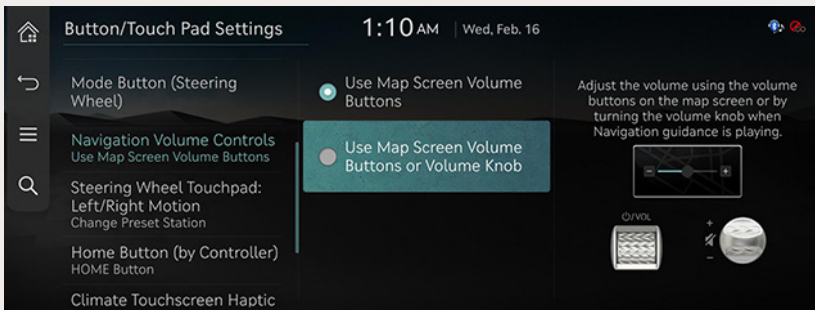 Button/Touch Pad Settings
1:10 AM
Wed, Feb. 16
Mode Button (Steering
Wheel)
Navigation Volume Controls
Use Map Screen Volume Buttons
Steering Wheel Touchpad:
Left/Right Motion
Change Preset Station
Home Button (by Controller)
HOME Button
Climate Touchscreen Haptic
Use Map Screen Volume
Buttons
Use Map Screen Volume
Buttons or Volume Knob
Adjust the volume using the volume
buttons on the map screen or by
turning the volume knob when
Navigation guidance is playing.
- +
⏻/VOL
+
-